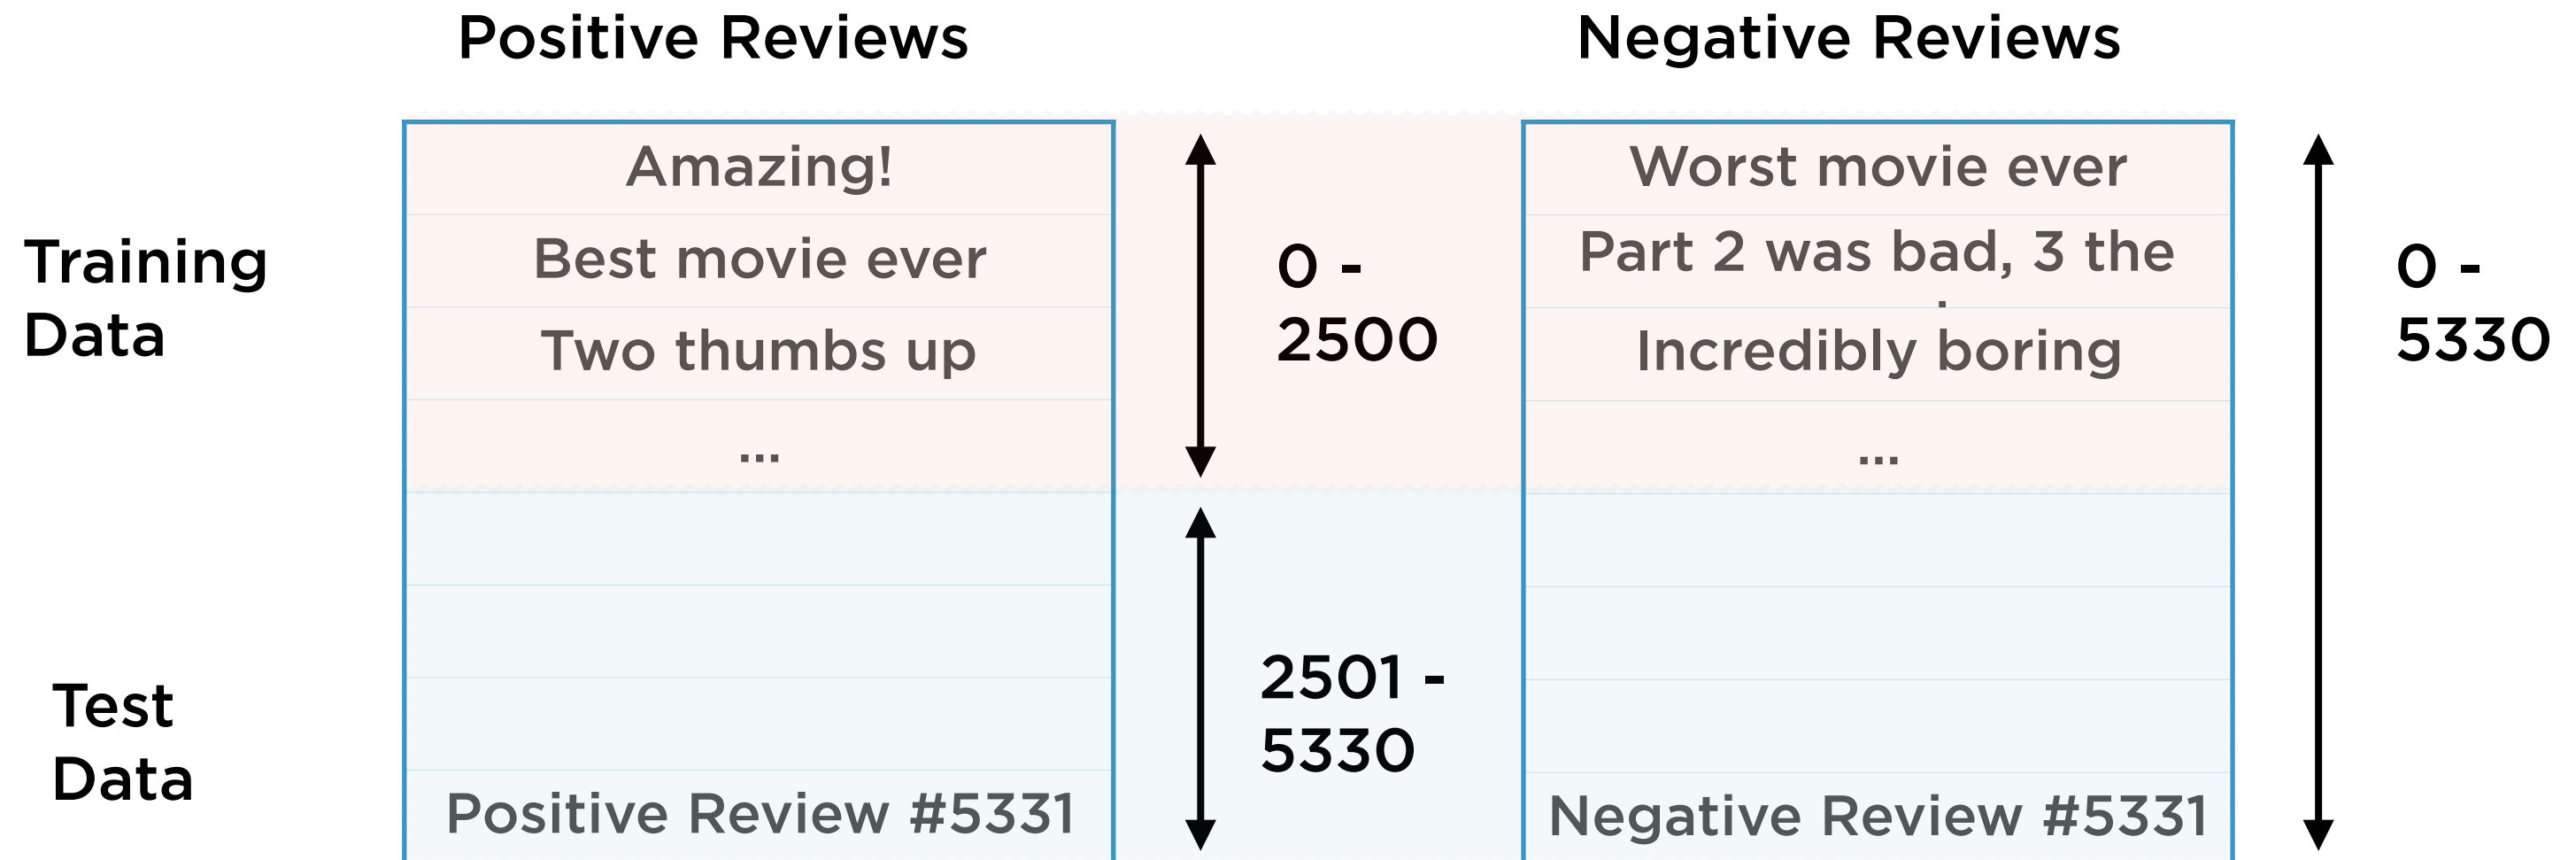 Positive Reviews
Negative Reviews
Training
Data
Amazing!
Best movie ever
Two thumbs up
...
0 -
2500
Worst movie ever
Part 2 was bad, 3 the
Incredibly boring
...
0 -
5330
Test
Data
Positive Review #5331
2501 -
5330
Negative Review #5331